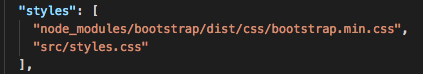 "styles": [
"node_modules/bootstrap/dist/css/bootstrap.min.css",
"src/styles.css"
],